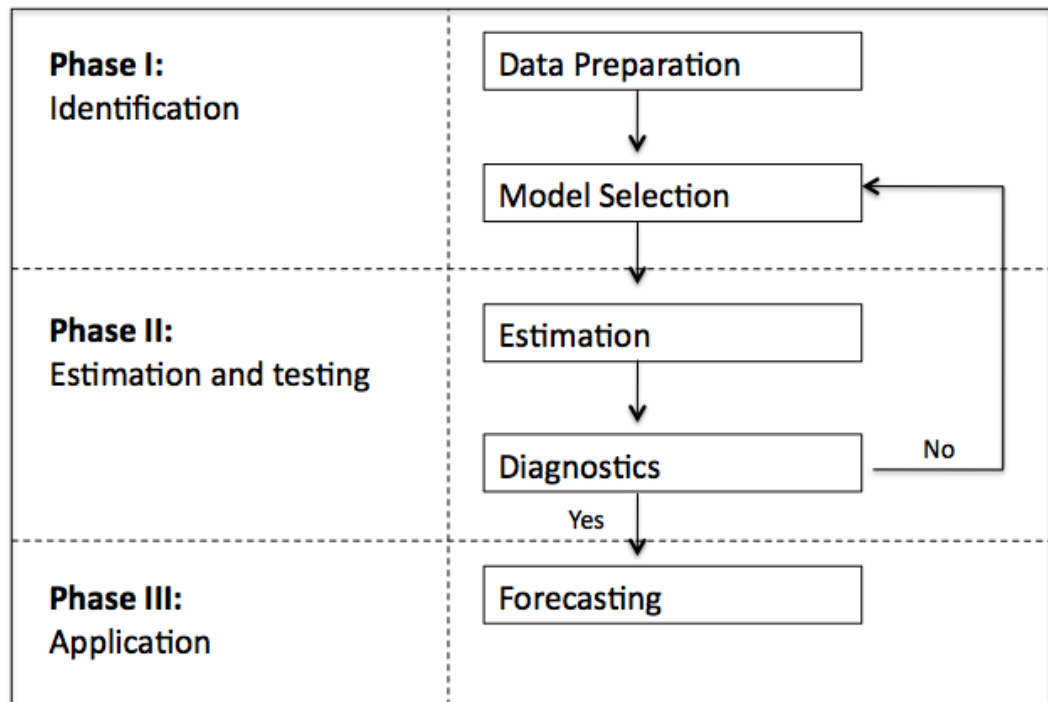 Phase I:
Identification
Data Preparation
Model Selection
Phase II:
Estimation and testing
Estimation
Diagnostics
No
Yes
Phase III:
Application
Forecasting